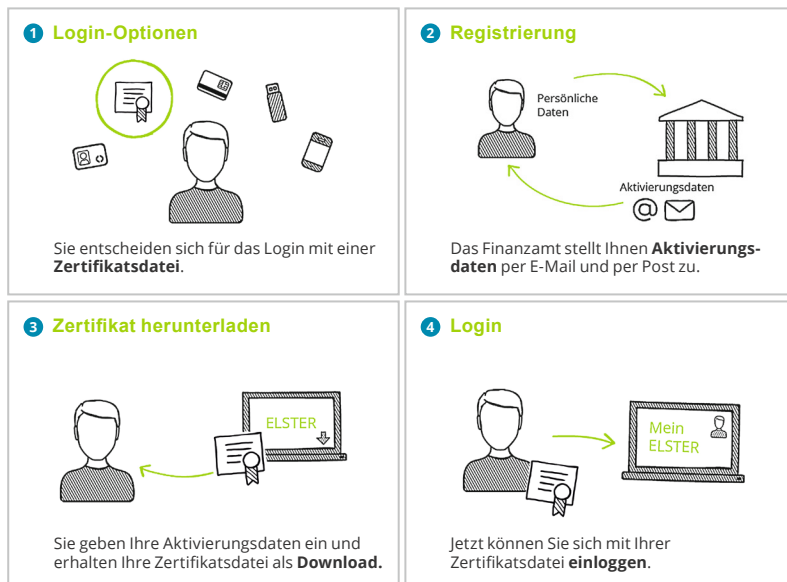 1 Login-Optionen
Sie entscheiden sich für das Login mit einer
Zertifikatsdatei.
2 Registrierung
Persönliche
Daten
Aktivierungsdaten
@
Das Finanzamt stellt Ihnen Aktivierungs-
daten per E-Mail und per Post zu.
3 Zertifikat herunterladen
ELSTER
Sie geben Ihre Aktivierungsdaten ein und
erhalten Ihre Zertifikatsdatei als Download.
4 Login
Mein
ELSTER
Jetzt können Sie sich mit Ihrer
Zertifikatsdatei einloggen.